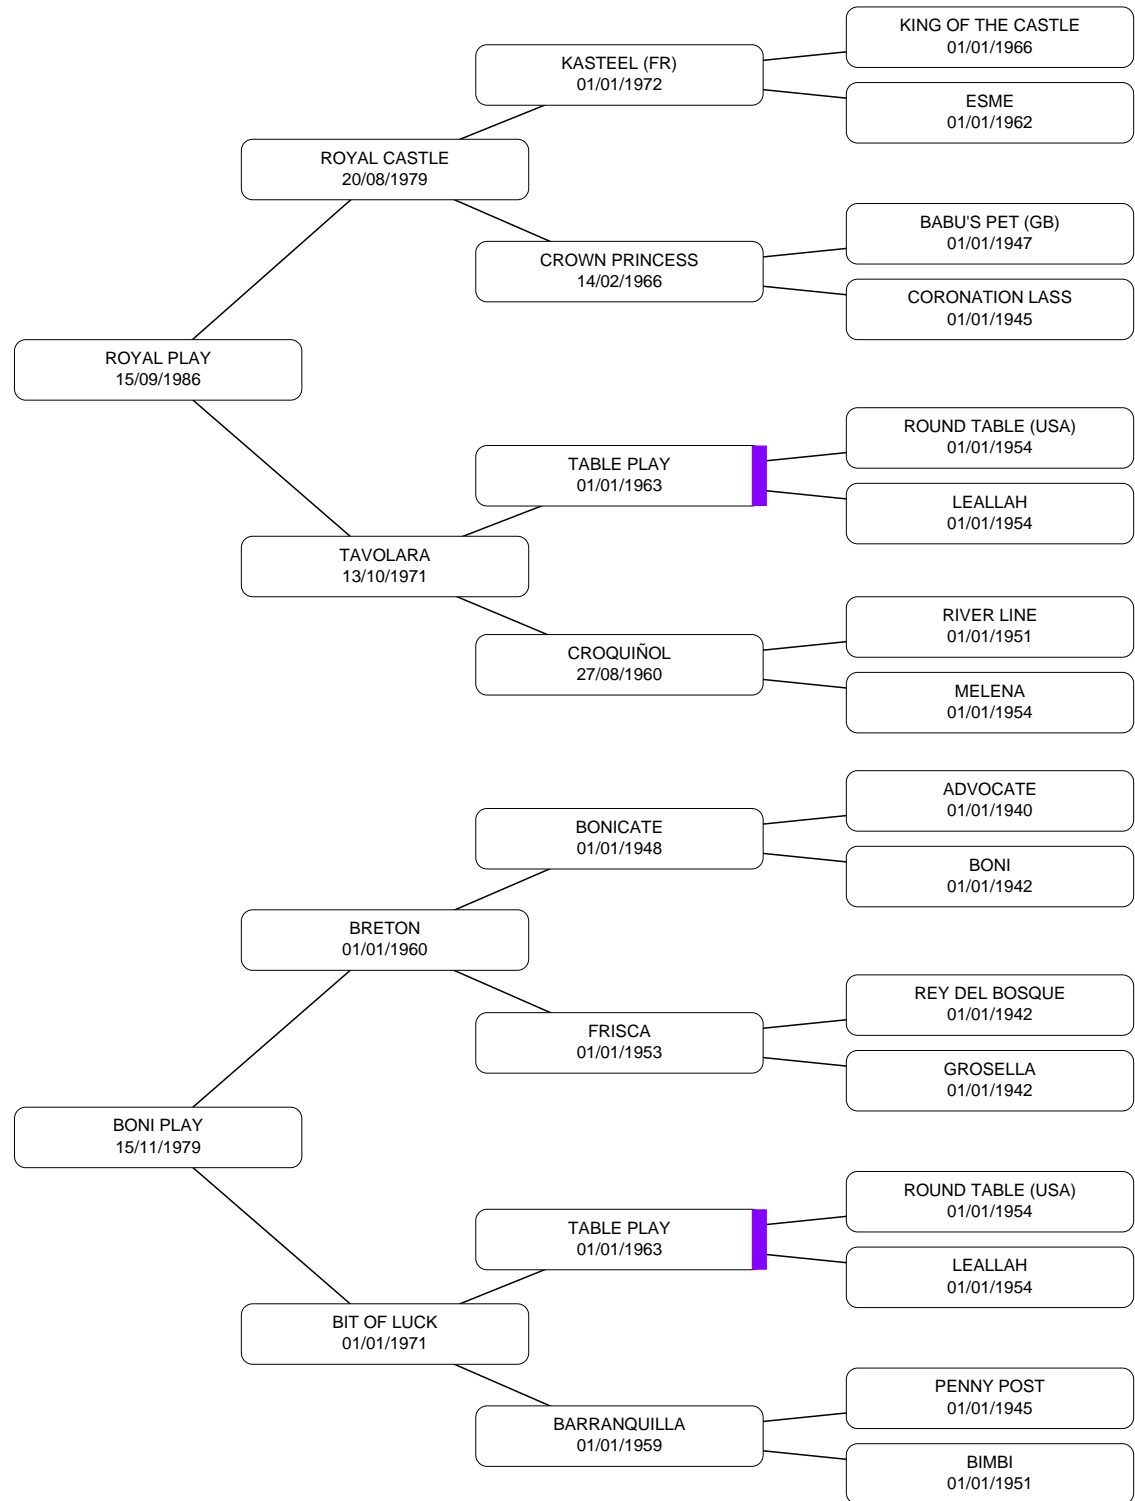 KING OF THE CASTLE
01/01/1966
KASTEEL (FR)
01/01/1972
ESME
01/01/1962
ROYAL CASTLE
20/08/1979
BABU'S PET (GB)
01/01/1947
CROWN PRINCESS
14/02/1966
CORONATION LASS
01/01/1945
ROYAL PLAY
15/09/1986
ROUND TABLE (USA)
01/01/1954
TABLE PLAY
01/01/1963
LEALLAH
01/01/1954
TAVOLARA
13/10/1971
RIVER LINE
01/01/1951
CROQUIÑOL
27/08/1960
MELENA
01/01/1954
ADVOCATE
01/01/1940
BONICATE
01/01/1948
BONI
01/01/1942
BRETON
01/01/1960
REY DEL BOSQUE
01/01/1942
FRISCA
01/01/1953
GROSELLA
01/01/1942
BONI PLAY
15/11/1979
ROUND TABLE (USA)
01/01/1954
TABLE PLAY
01/01/1963
LEALLAH
01/01/1954
BIT OF LUCK
01/01/1971
PENNY POST
01/01/1945
BARRANQUILLA
01/01/1959
BIMBI
01/01/1951